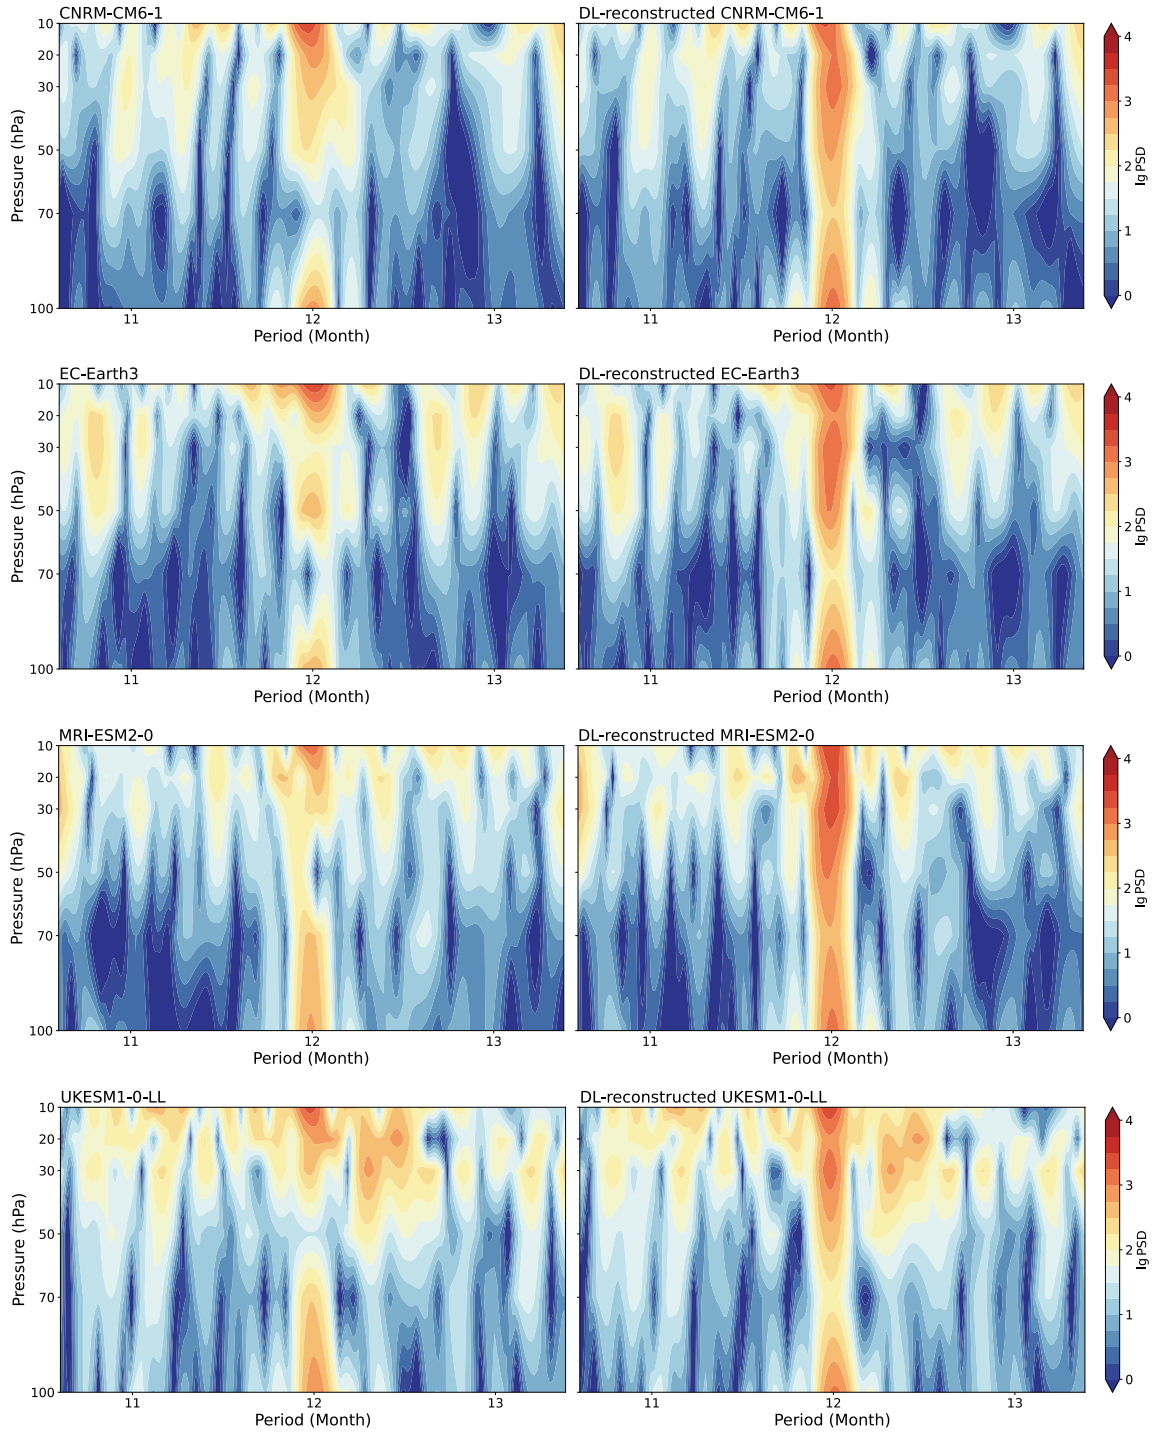 CNRM-CM6-1
DL-reconstructed CNRM-CM6-1
10
20
30
50
70
100
Pressure (hPa)
11
12
13
Period (Month)
11
12
13
Period (Month)
4
3
2
1
0
lg PSD
EC-Earth3
DL-reconstructed EC-Earth3
10
20
30
50
70
100
Pressure (hPa)
11
12
13
Period (Month)
11
12
13
Period (Month)
4
3
2
1
0
lg PSD
MRI-ESM2-0
DL-reconstructed MRI-ESM2-0
10
20
30
50
70
100
Pressure (hPa)
11
12
13
Period (Month)
11
12
13
Period (Month)
4
3
2
1
0
lg PSD
UKESM1-0-LL
DL-reconstructed UKESM1-0-LL
10
20
30
50
70
100
Pressure (hPa)
11
12
13
Period (Month)
11
12
13
Period (Month)
4
3
2
1
0
lg PSD